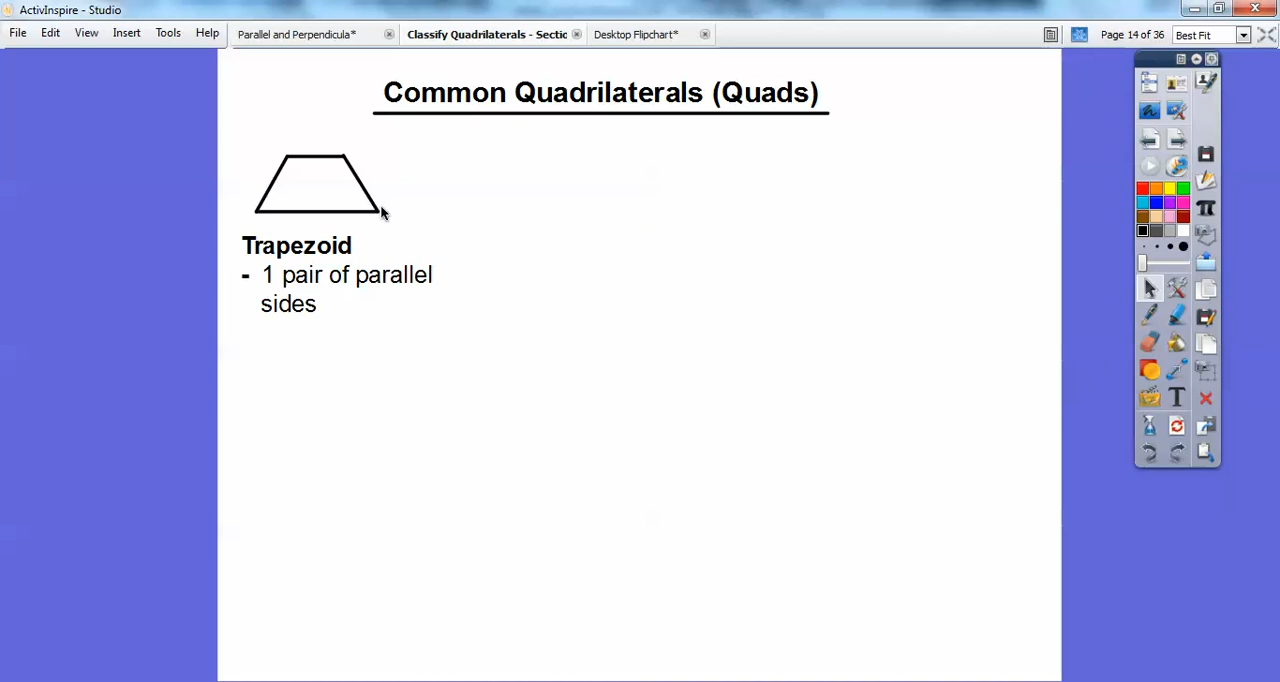 ActivInspire - Studio
File Edit View Insert Tools Help
Parallel and Perpendicula* Classify Quadrilaterals - Sectic Desktop Flipchart*
Page 14 of 36 Best Fit
Common Quadrilaterals (Quads)
Trapezoid
- 1 pair of parallel
sides